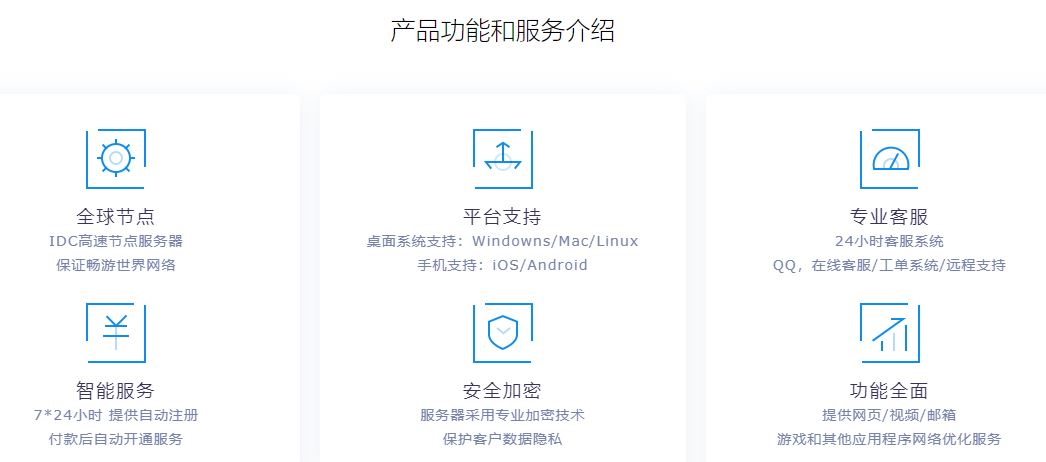 产品功能和服务介绍
全球节点
IDC高速节点服务器
保证畅游世界网络
平台支持
桌面系统支持：Windowns/Mac/Linux
手机支持：iOS/Android
专业客服
24小时客服系统
QQ，在线客服/工单系统/远程支持
智能服务
7*24小时 提供自动注册
付款后自动开通服务
安全加密
服务器采用专业加密技术
保护客户数据隐私
功能全面
提供网页/视频/邮箱
游戏和其他应用程序网络优化服务